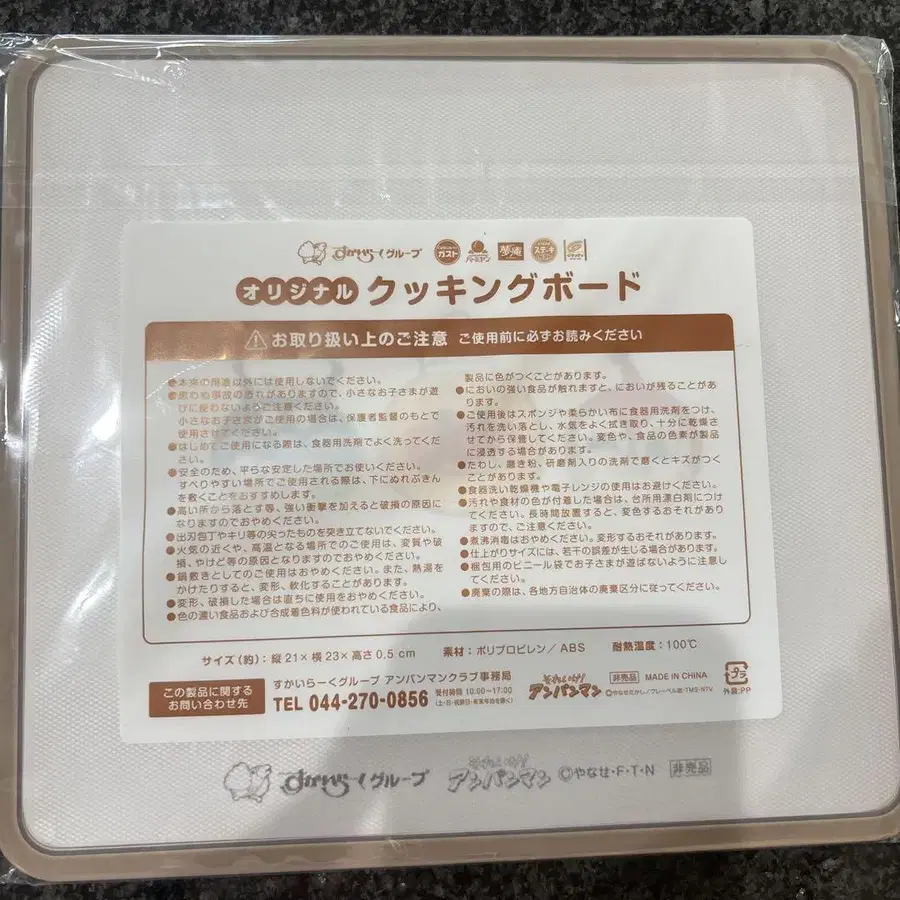 すかいらーくグループ ガスト バーミヤン 夢庵 ステーキ
オリジナル クッキングボード
お取り扱い上のご注意 ご使用前に必ずお読みください
●本来の用途以外には使用しないでください。
●思わぬ事故の恐れがありますので、小さなお子さまが遊
びに使わないようご注意ください。
小さなお子さまがご使用の場合は、保護者監督のもとで
使用させてください。
●はじめてご使用になる際は、食器用洗剤でよく洗ってくだ
さい。
●安全のため、平らな安定した場所でお使いください。
すべりやすい場所でご使用される際は、下にぬれぶきん
を敷くことをおすすめします。
●高い所から落とす等、強い衝撃を加えると破損の原因に
なりますのでおやめください。
●出刃包丁やキリ等の尖ったものを突き立てないでください。
●火気の近くや、高温となる場所でのご使用は、変質や破
損、やけど等の原因となりますのでおやめください。
●鍋敷きとしてのご使用はおやめください。また、熱湯を
かけたりすると、変形、軟化することがあります。
●変形、破損した場合は直ちに使用をおやめください。
●色の濃い食品および合成着色料が使われている食品により、
製品に色がつくことがあります。
●においの強い食品が触れますと、においが残ることがあ
ります。
●ご使用後はスポンジや柔らかい布に食器用洗剤をつけ、
汚れを洗い落とし、水気をよく拭き取り、十分に乾燥さ
せてから保管してください。変色や、食品の色素が製品
に浸透する場合があります。
●たわし、磨き粉、研磨剤入りの洗剤で磨くとキズがつく
ことがあります。
●食器洗い乾燥機や電子レンジの使用はお避けください。
●汚れや食材の色が付着した場合は、台所用漂白剤につけ
てください。長時間放置すると、変色するおそれがあり
ますので、ご注意ください。
●煮沸消毒はおやめください。変形するおそれがあります。
●仕上がりサイズには、若干の誤差が生じる場合があります。
●梱包用のビニール袋でお子さまが遊ばないように注意し
てください。
●廃棄の際は、各地方自治体の廃棄区分に従ってください。
サイズ(約):縦21×横23×高さ0.5cm 素材:ポリプロピレン/ABS 耐熱温度:100℃
この製品に関する
お問い合わせ先
すかいらーくグループ アンパンマンクラブ事務局
TEL 044-270-0856 受付時間 10:00〜17:00
(土・日・祝祭日・年末年始を除く)
それいけ!
アンパンマン
非売品 MADE IN CHINA
©やなせたかし/フレーベル館・TMS・NTV
プラ
外装:PP
すかいらーくグループ それいけ! アンパンマン ©やなせ・F・T・N 非売品